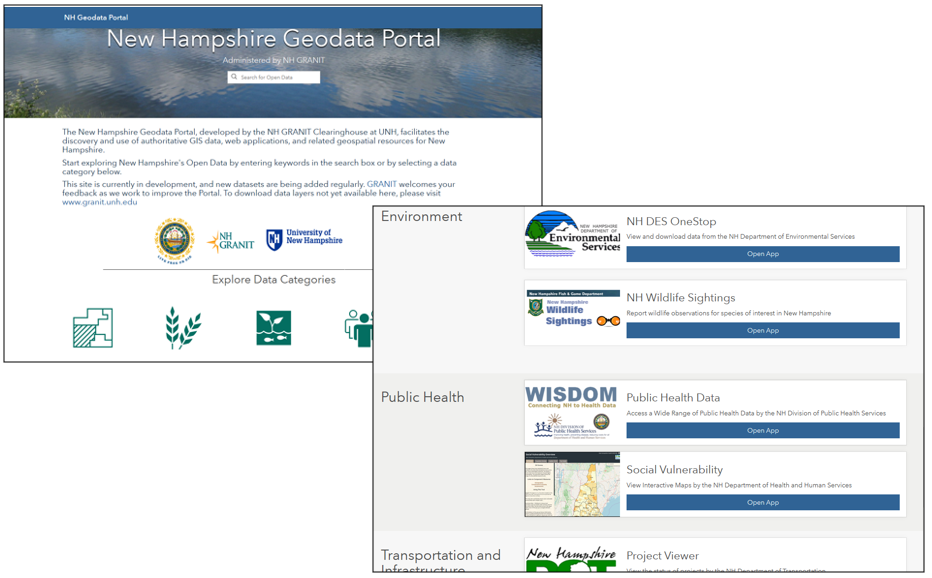 NH Geodata Portal
New Hampshire Geodata Portal
Administered by NH GRANIT
Search for Open Data
The New Hampshire Geodata Portal, developed by the NH GRANIT Clearinghouse at UNH, facilitates the
discovery and use of authoritative GIS data, web applications, and related geospatial resources for New
Hampshire.
Start exploring New Hampshire's Open Data by entering keywords in the search box or by selecting a data
category below.
This site is currently in development, and new datasets are being added regularly. GRANIT welcomes your
feedback as we work to improve the Portal. To download data layers not yet available here, please visit
www.granit.unh.edu
NH
GRANIT
NH
University of
New Hampshire
Explore Data Categories
Environment
NEW HAMPSHIRE
DEPARTMENT OF
Environmental
Services
NH DES OneStop
View and download data from the NH Department of Environmental Services
Open App
New Hampshire Fish & Game Department
New Hampshire
Wildlife
Sightings
NH Wildlife Sightings
Report wildlife observations for species of interest in New Hampshire
Open App
Public Health
WISDOM
Connecting NH to Health Data
NH DIVISION OF
Public Health Services
Public Health Data
Access a Wide Range of Public Health Data by the NH Division of Public Health Services
Open App
Social Vulnerability
View Interactive Maps by the NH Department of Health and Human Services
Open App
Transportation and
Infrastructure
New Hampshire
DOT
Project Viewer
View the status of projects by the NH Department of Transportation